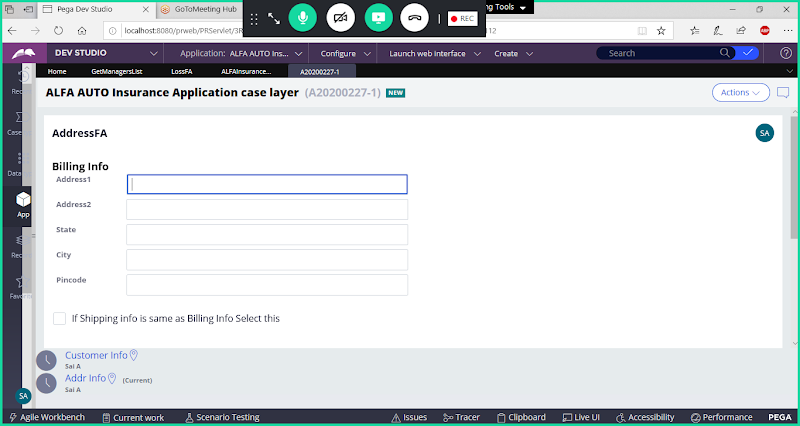 Pega Dev Studio
GoToMeeting Hub
REC
ng Tools
localhost:8080/prweb/PRServlet/3R
112
ABP
DEV STUDIO
Application: ALFA AUTO Ins...
Configure
Launch web interface
Create
Search
Home
GetManagersList
LossFA
ALFAInsurance...
A20200227-1
Rec
Case
Data
App
Rec
Favo
ALFA AUTO Insurance Application case layer (A20200227-1) NEW
Actions
AddressFA
SA
Billing Info
Address1
Address2
State
City
Pincode
If Shipping info is same as Billing Info Select this
Customer Info
Sai A
Addr Info (Current)
Sai A
SA
Agile Workbench
Current work
Scenario Testing
Issues
Tracer
Clipboard
Live UI
Accessibility
Performance
PEGA